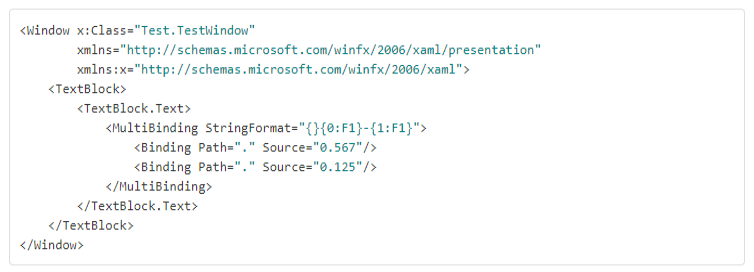 <Window x:Class="Test.TestWindow"
        xmlns="http://schemas.microsoft.com/winfx/2006/xaml/presentation"
        xmlns:x="http://schemas.microsoft.com/winfx/2006/xaml">
    <TextBlock>
        <TextBlock.Text>
            <MultiBinding StringFormat="{}{0:F1}-{1:F1}">
                <Binding Path="." Source="0.567"/>
                <Binding Path="." Source="0.125"/>
            </MultiBinding>
        </TextBlock.Text>
    </TextBlock>
</Window>